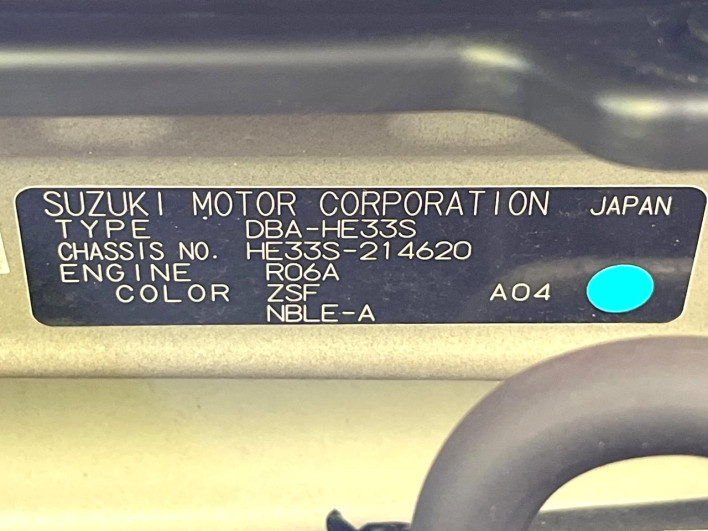 SUZUKI MOTOR CORPORATION JAPAN
TYPE DBA-HE33S
CHASSIS NO. HE33S-214620
ENGINE R06A
COLOR ZSF A04
NBLE-A